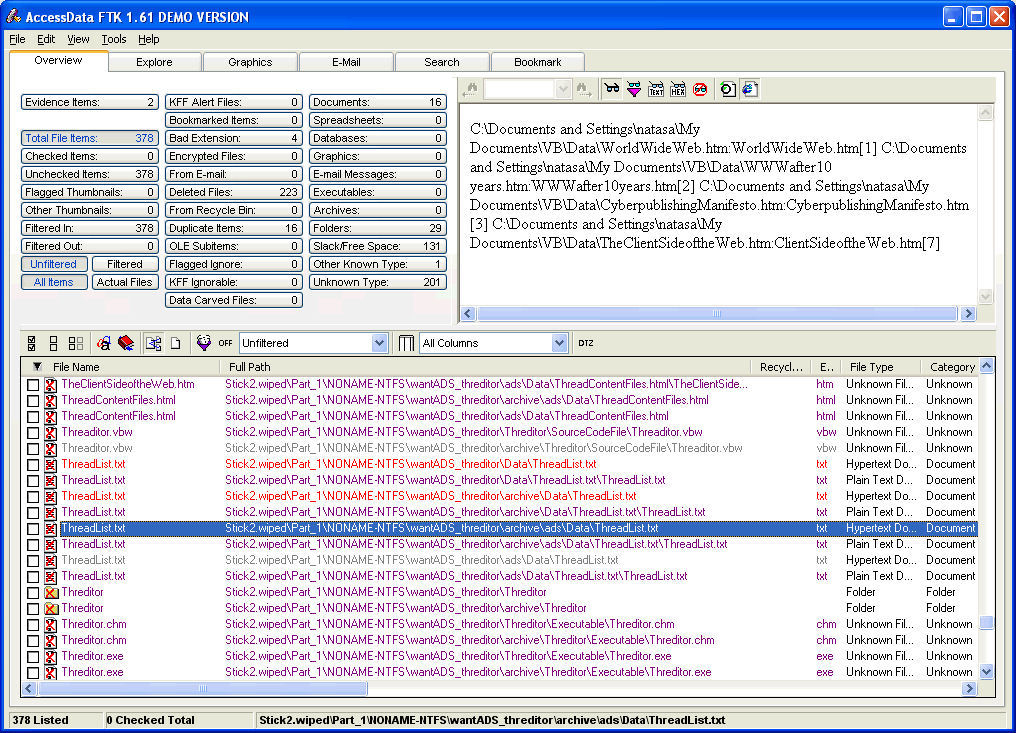 AccessData FTK 1.61 DEMO VERSION
File Edit View Tools Help
Overview Explore Graphics E-Mail Search Bookmark
Evidence Items: 2
Total File Items: 378
Checked Items: 0
Unchecked Items: 378
Flagged Thumbnails: 0
Other Thumbnails: 0
Filtered In: 378
Filtered Out: 0
Unfiltered Filtered
All Items Actual Files
KFF Alert Files: 0
Bookmarked Items: 0
Bad Extension: 4
Encrypted Files: 0
From E-mail: 0
Deleted Files: 223
From Recycle Bin: 0
Duplicate Items: 16
OLE Subitems: 0
Flagged Ignore: 0
KFF Ignorable: 0
Data Carved Files: 0
Documents: 16
Spreadsheets: 0
Databases: 0
Graphics: 0
E-mail Messages: 0
Executables: 0
Archives: 0
Folders: 29
Slack/Free Space: 131
Other Known Type: 1
Unknown Type: 201
TEXT HEX
C:\Documents and Settings\natasa\My
Documents\VB\Data\WorldWideWeb.htm:WorldWideWeb.htm[1] C:\Documents
and Settings\natasa\My Documents\VB\Data\WWWafter10
years.htm:WWWafter10years.htm[2] C:\Documents and Settings\natasa\My
Documents\VB\Data\CyberpublishingManifesto.htm:CyberpublishingManifesto.htm
[3] C:\Documents and Settings\natasa\My
Documents\VB\Data\TheClientSideoftheWeb.htm:ClientSideoftheWeb.htm[7]
OFF Unfiltered All Columns DTZ
File Name Full Path Recycl... E.. File Type Category
TheClientSideoftheWeb.htm Stick2.wiped\Part_1\NONAME-NTFS\wantADS_threditor\ads\Data\ThreadContentFiles.html\TheClientSide... htm Unknown Fil... Unknown
ThreadContentFiles.html Stick2.wiped\Part_1\NONAME-NTFS\wantADS_threditor\archive\ads\Data\ThreadContentFiles.html html Unknown Fil... Unknown
ThreadContentFiles.html Stick2.wiped\Part_1\NONAME-NTFS\wantADS_threditor\ads\Data\ThreadContentFiles.html html Unknown Fil... Unknown
Threaditor.vbw Stick2.wiped\Part_1\NONAME-NTFS\wantADS_threditor\Threditor\SourceCodeFile\Threaditor.vbw vbw Unknown Fil... Unknown
Threaditor.vbw Stick2.wiped\Part_1\NONAME-NTFS\wantADS_threditor\archive\Threditor\SourceCodeFile\Threaditor.vbw vbw Unknown Fil... Unknown
ThreadList.txt Stick2.wiped\Part_1\NONAME-NTFS\wantADS_threditor\Data\ThreadList.txt txt Hypertext Do... Document
ThreadList.txt Stick2.wiped\Part_1\NONAME-NTFS\wantADS_threditor\Data\ThreadList.txt\ThreadList.txt txt Plain Text D... Document
ThreadList.txt Stick2.wiped\Part_1\NONAME-NTFS\wantADS_threditor\archive\Data\ThreadList.txt txt Hypertext Do... Document
ThreadList.txt Stick2.wiped\Part_1\NONAME-NTFS\wantADS_threditor\archive\Data\ThreadList.txt\ThreadList.txt txt Plain Text D... Document
ThreadList.txt Stick2.wiped\Part_1\NONAME-NTFS\wantADS_threditor\archive\ads\Data\ThreadList.txt txt Hypertext Do... Document
ThreadList.txt Stick2.wiped\Part_1\NONAME-NTFS\wantADS_threditor\archive\ads\Data\ThreadList.txt\ThreadList.txt txt Plain Text D... Document
ThreadList.txt Stick2.wiped\Part_1\NONAME-NTFS\wantADS_threditor\ads\Data\ThreadList.txt txt Hypertext Do... Document
ThreadList.txt Stick2.wiped\Part_1\NONAME-NTFS\wantADS_threditor\ads\Data\ThreadList.txt\ThreadList.txt txt Plain Text D... Document
Threditor Stick2.wiped\Part_1\NONAME-NTFS\wantADS_threditor\Threditor Folder Folder
Threditor Stick2.wiped\Part_1\NONAME-NTFS\wantADS_threditor\archive\Threditor Folder Folder
Threditor.chm Stick2.wiped\Part_1\NONAME-NTFS\wantADS_threditor\Threditor\Executable\Threditor.chm chm Unknown Fil... Unknown
Threditor.chm Stick2.wiped\Part_1\NONAME-NTFS\wantADS_threditor\archive\Threditor\Executable\Threditor.chm chm Unknown Fil... Unknown
Threditor.exe Stick2.wiped\Part_1\NONAME-NTFS\wantADS_threditor\Threditor\Executable\Threditor.exe exe Unknown Fil... Unknown
Threditor.exe Stick2.wiped\Part_1\NONAME-NTFS\wantADS_threditor\archive\Threditor\Executable\Threditor.exe exe Unknown Fil... Unknown
378 Listed 0 Checked Total Stick2.wiped\Part_1\NONAME-NTFS\wantADS_threditor\archive\ads\Data\ThreadList.txt